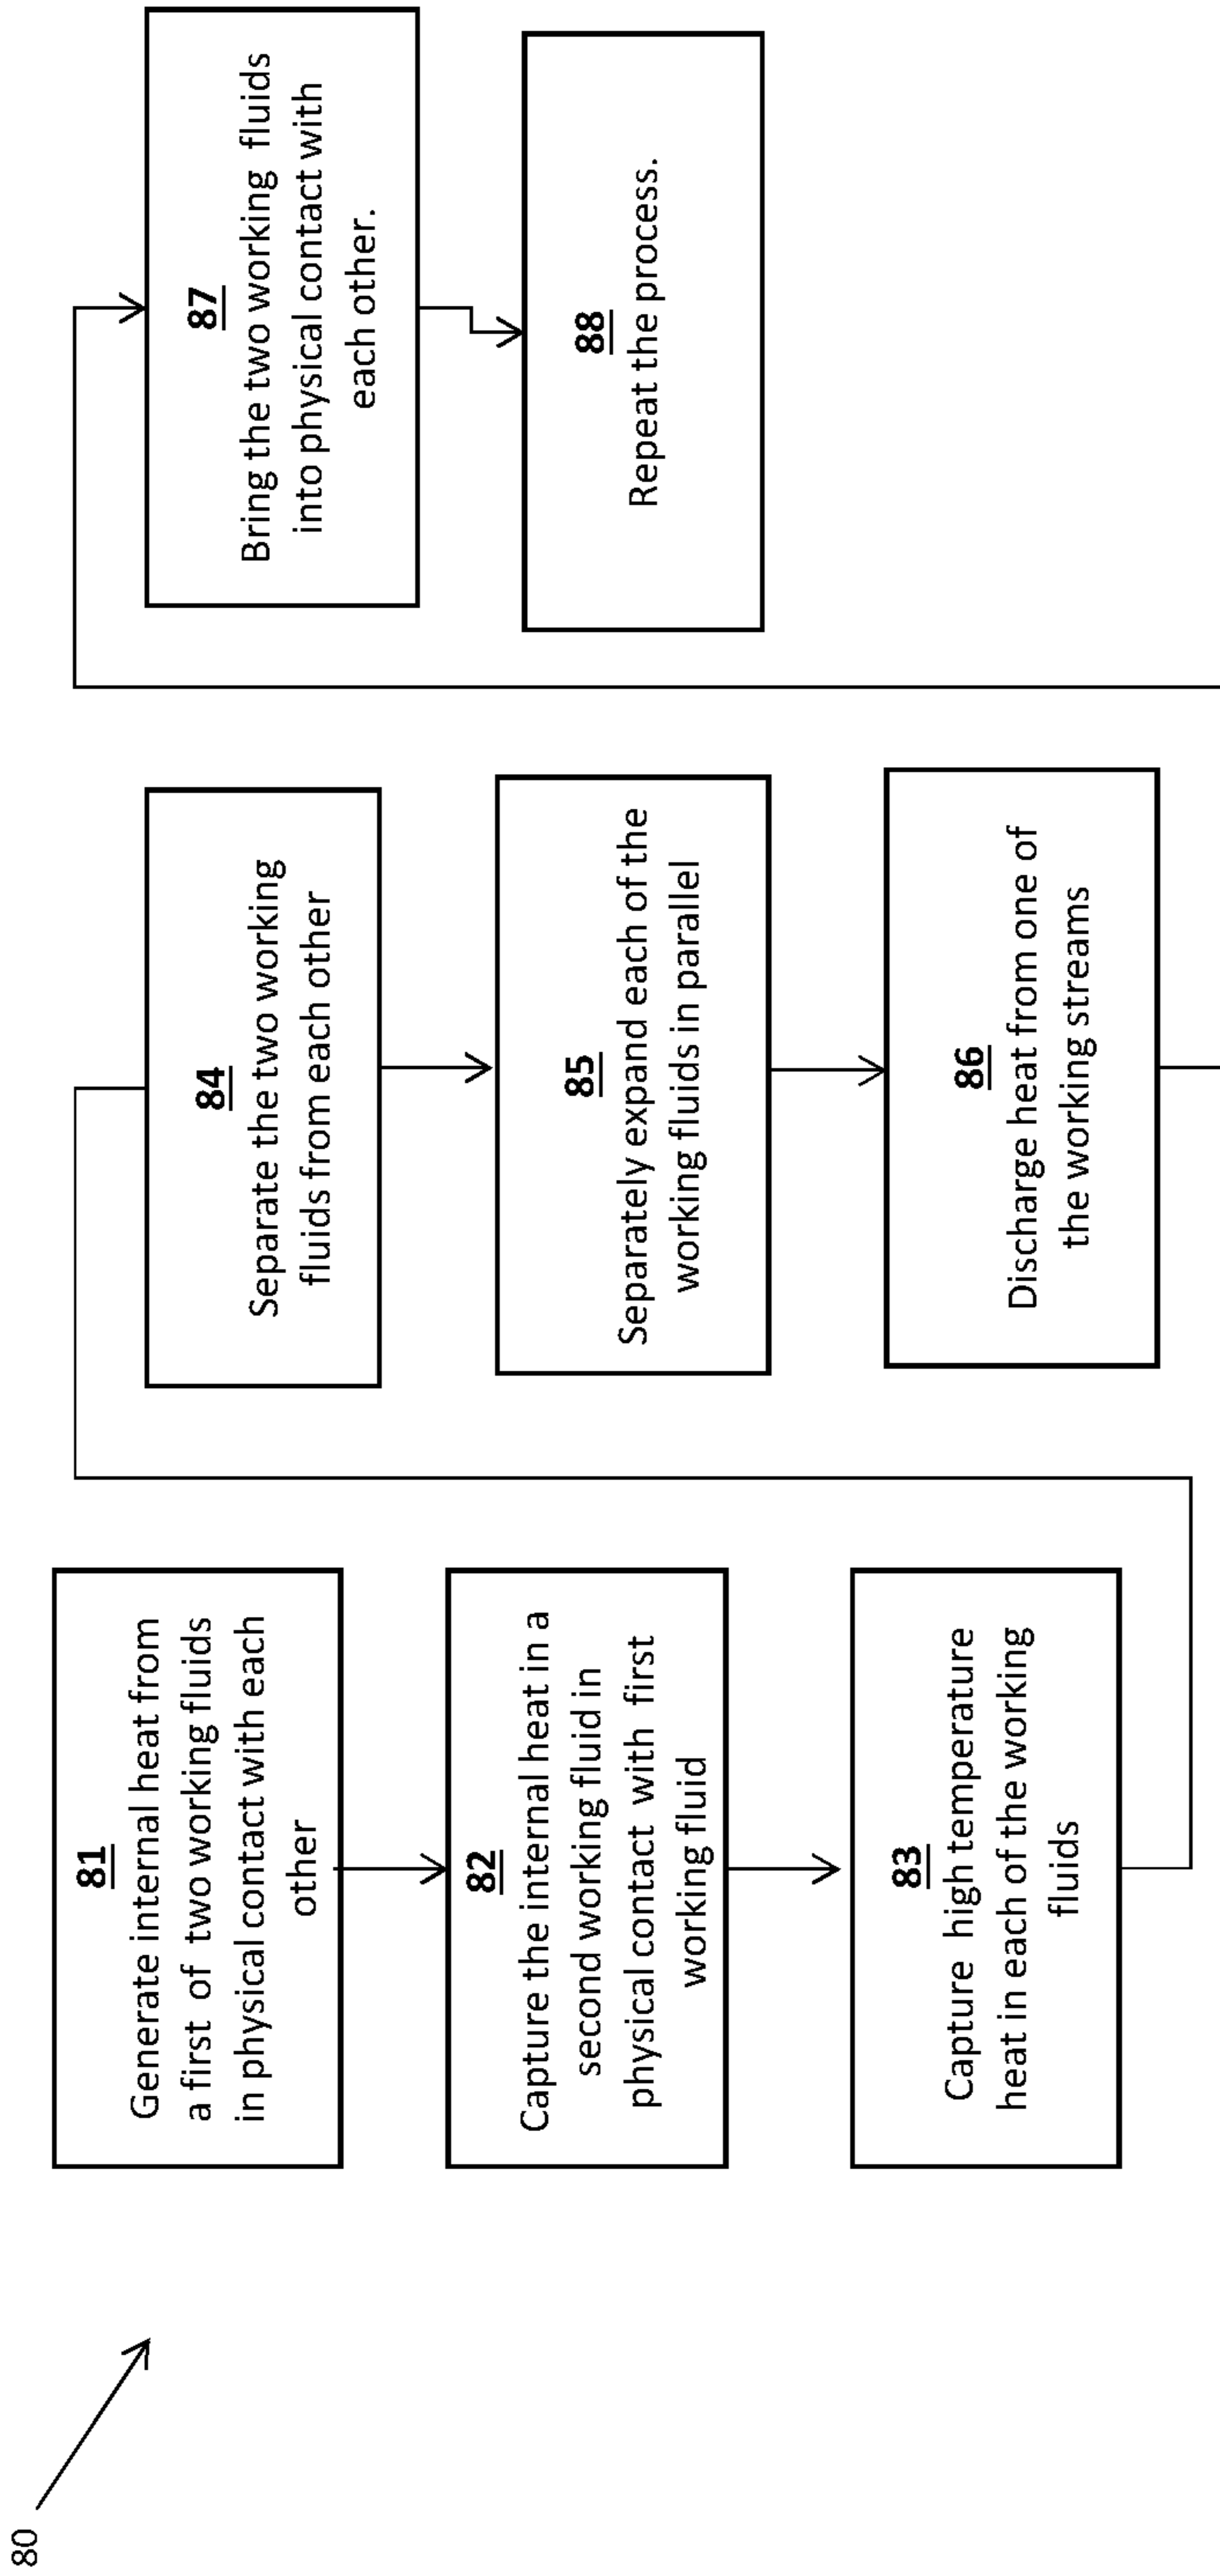 80
81
Generate internal heat from
a first of two working fluids
in physical contact with each
other
82
Capture the internal heat in a
second working fluid in
physical contact with first
working fluid
83
Capture high temperature
heat in each of the working
fluids
84
Separate the two working
fluids from each other
85
Separately expand each of the
working fluids in parallel
86
Discharge heat from one of
the working streams
87
Bring the two working fluids
into physical contact with
each other.
88
Repeat the process.